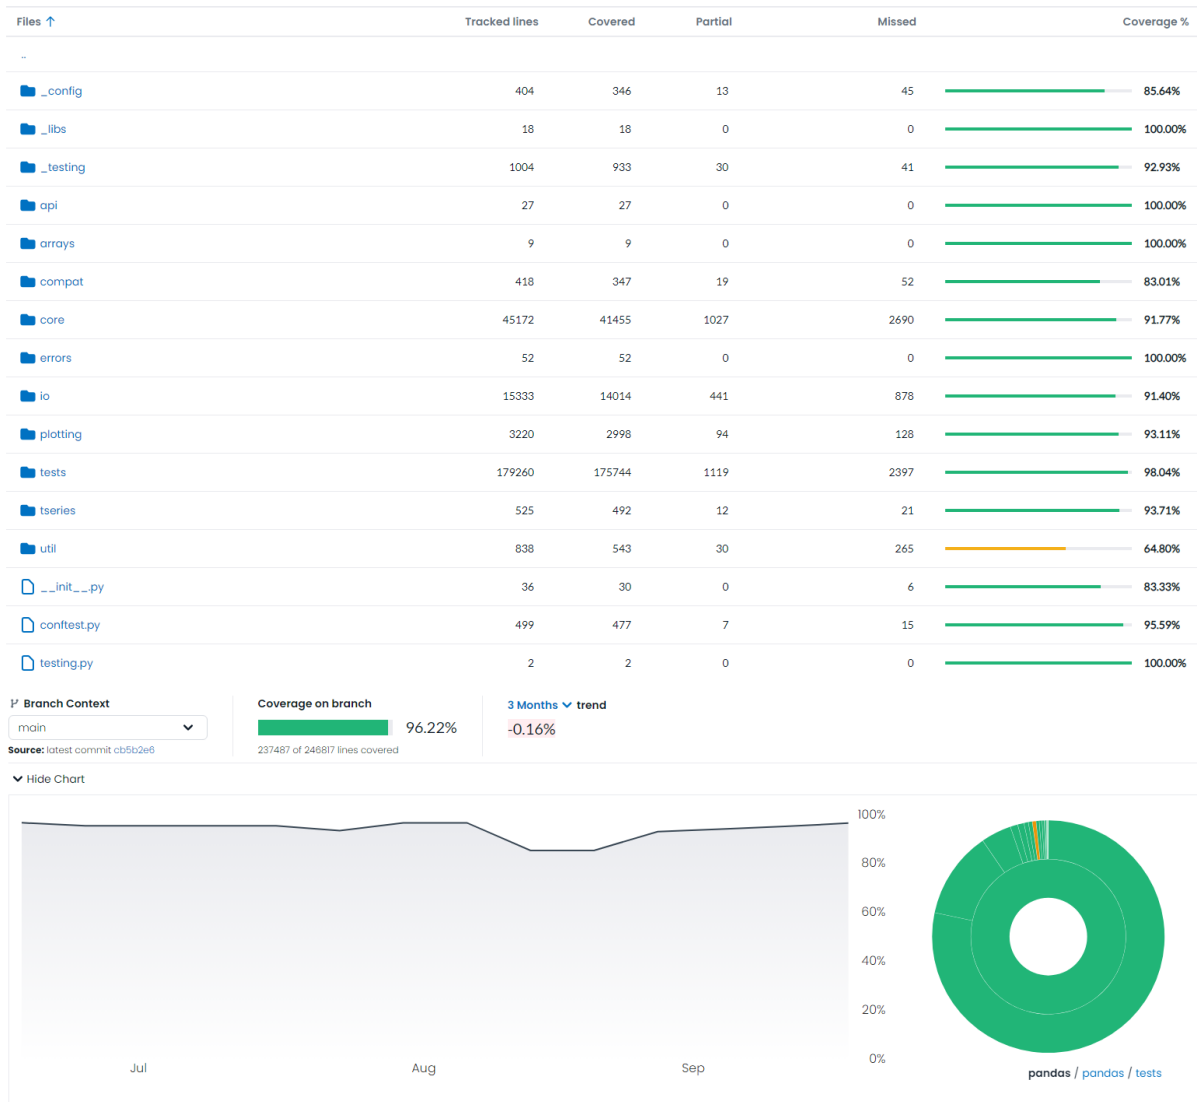 Files ↑ Tracked lines Covered Partial Missed Coverage %
..
_config 404 346 13 45 85.64%
_libs 18 18 0 0 100.00%
_testing 1004 933 30 41 92.93%
api 27 27 0 0 100.00%
arrays 9 9 0 0 100.00%
compat 418 347 19 52 83.01%
core 45172 41455 1027 2690 91.77%
errors 52 52 0 0 100.00%
io 15333 14014 441 878 91.40%
plotting 3220 2998 94 128 93.11%
tests 179260 175744 1119 2397 98.04%
tseries 525 492 12 21 93.71%
util 838 543 30 265 64.80%
__init__.py 36 30 0 6 83.33%
conftest.py 499 477 7 15 95.59%
testing.py 2 2 0 0 100.00%
Branch Context
main
Source: latest commit cb5b2e6
Coverage on branch
96.22%
237487 of 246817 lines covered
3 Months trend
-0.16%
Hide Chart
100%
80%
60%
40%
20%
0%
Jul Aug Sep
pandas / pandas / tests